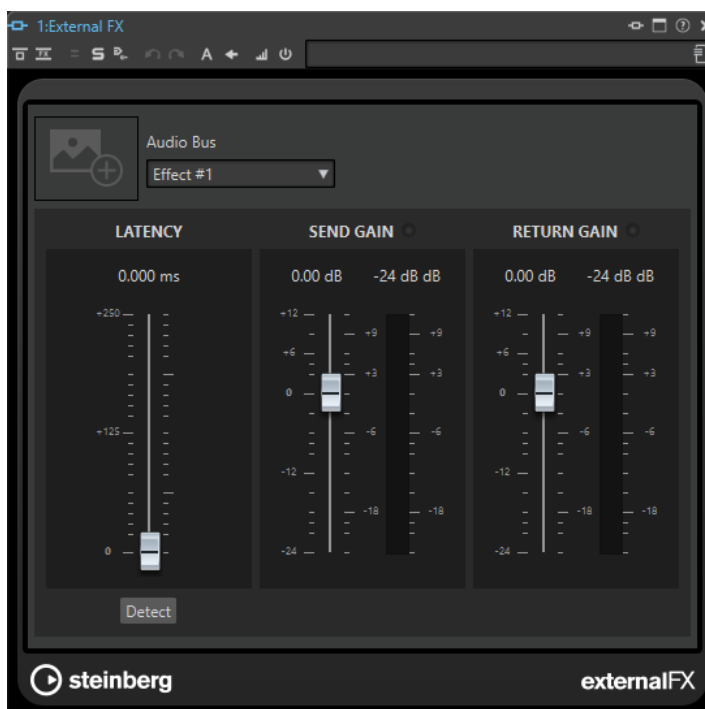 1:External FX
FX = S A
Audio Bus
Effect #1
LATENCY SEND GAIN RETURN GAIN
0.000 ms 0.00 dB -24 dB dB 0.00 dB -24 dB dB
+250 +12 +12
+9 +9 +9 +9
+6 +6
+3 +3 +3 +3
0 0
+125 -6 -6 -6 -6
-12 -12
-18 -18 -18 -18
0 -24 -24
Detect
steinberg externalFX